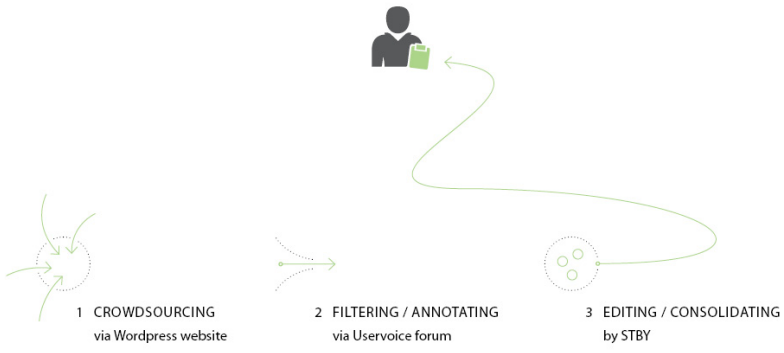 1 CROWDSOURCING
via Wordpress website
2 FILTERING / ANNOTATING
via Uservoice forum
3 EDITING / CONSOLIDATING
by STBY